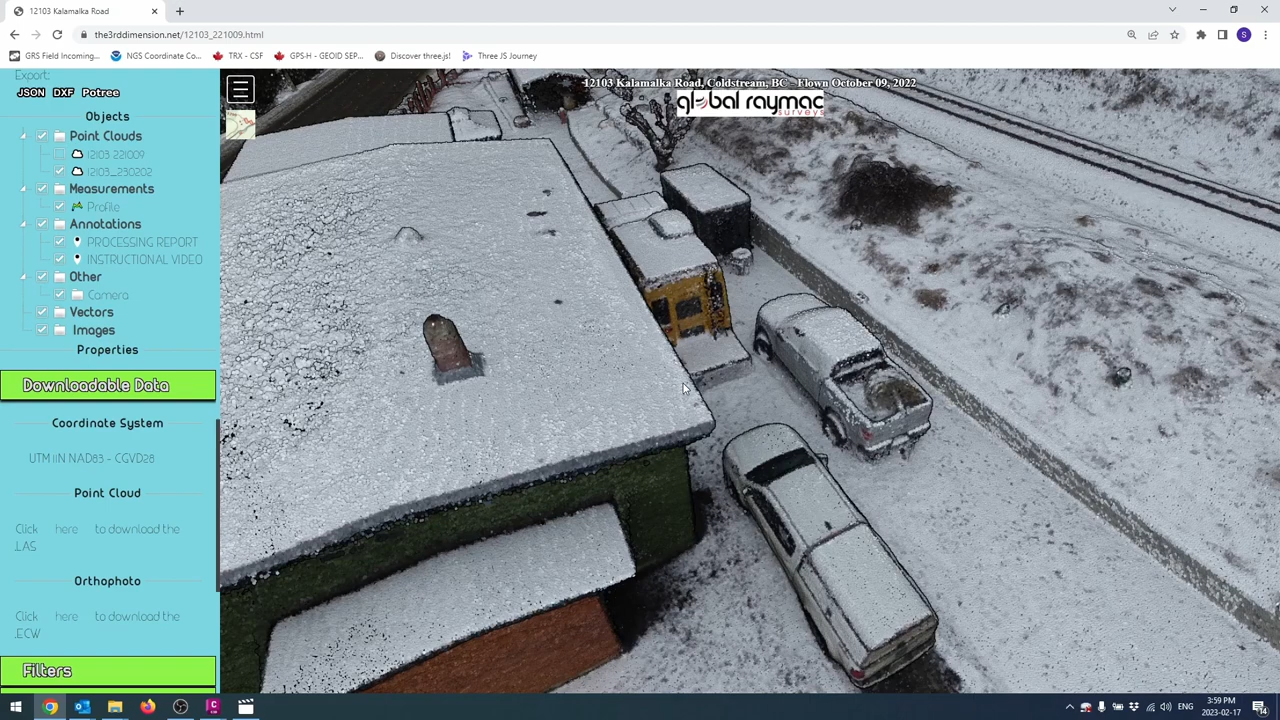 12103 Kalamalka Road
the3rddimension.net/12103_221009.html
GRS Field Incoming...
NGS Coordinate Co...
TRX - CSF
GPS-H - GEOID SEP...
Discover three.js!
Three JS Journey
Export:
JSON DXF Potree
Objects
Point Clouds
12103 221009
12103_230202
Measurements
Profile
Annotations
PROCESSING REPORT
INSTRUCTIONAL VIDEO
Other
Camera
Vectors
Images
Properties
Downloadable Data
Coordinate System
UTM 11N NAD83 - CGVD28
Point Cloud
Click here to download the
.LAS
Orthophoto
Click here to download the
.ECW
Filters
12103 Kalamalka Road, Coldstream, BC - Flown October 09, 2022
global raymac
surveys
S
ENG
3:59 PM
2023-02-17
14